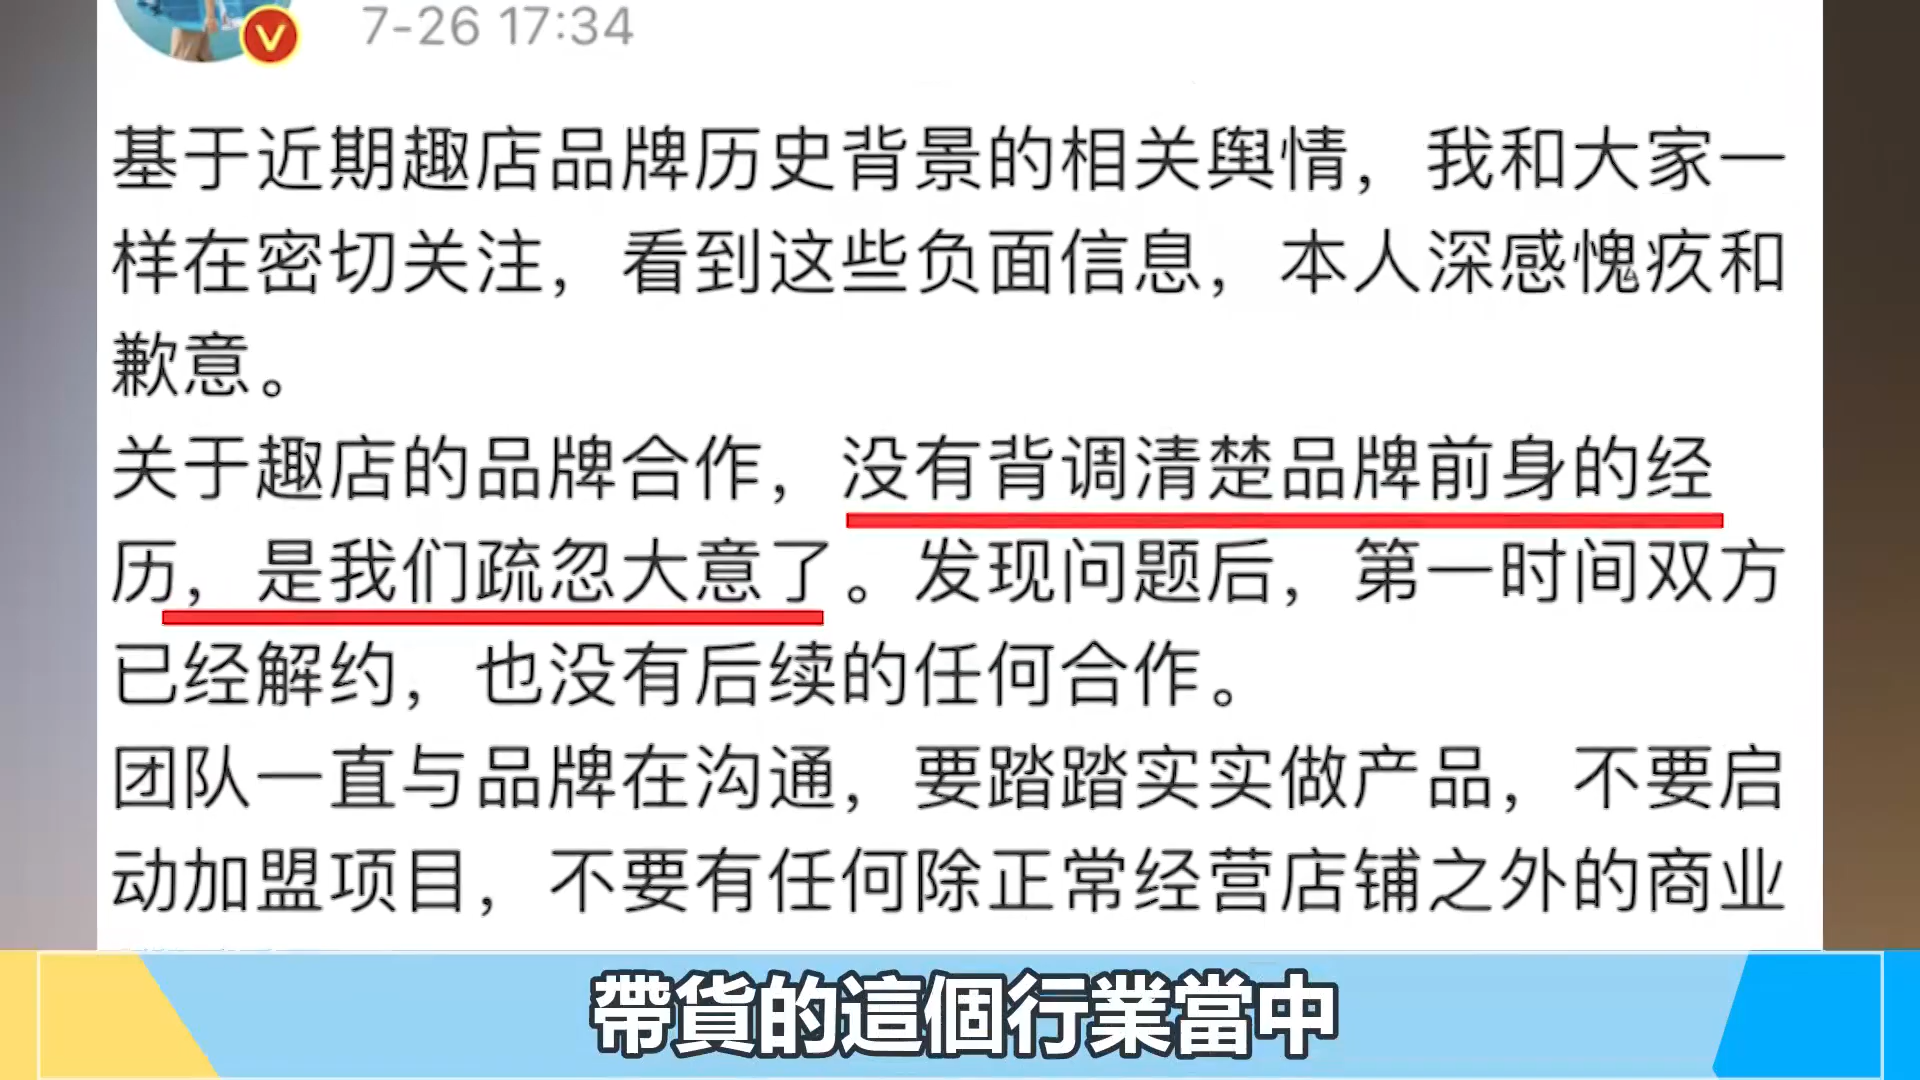 7-26 17:34
基于近期趣店品牌历史背景的相关舆情，我和大家一
样在密切关注，看到这些负面信息，本人深感愧疚和
歉意。
关于趣店的品牌合作，没有背调清楚品牌前身的经
历，是我们疏忽大意了。发现问题后，第一时间双方
已经解约，也没有后续的任何合作。
团队一直与品牌在沟通，要踏踏实实做产品，不要启
动加盟项目，不要有任何除正常经营店铺之外的商业
帶貨的這個行業當中